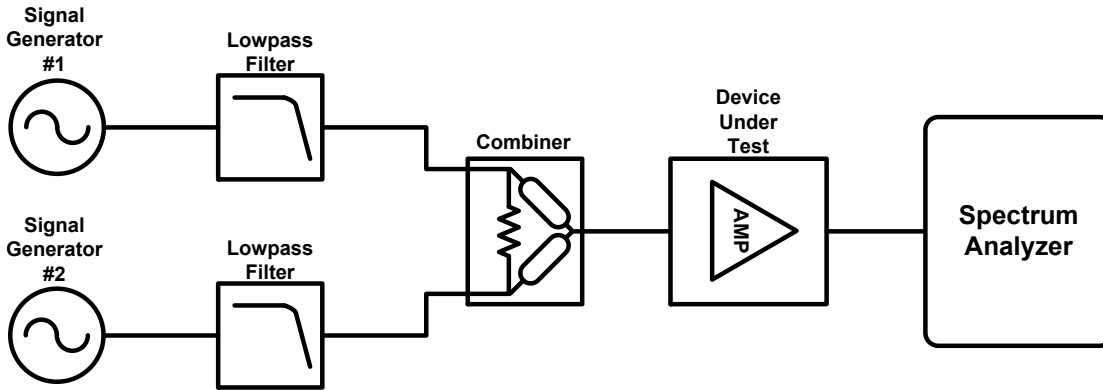 Signal
Generator
#1
Lowpass
Filter
Combiner
Device
Under
Test
AMP
Spectrum
Analyzer
Signal
Generator
#2
Lowpass
Filter